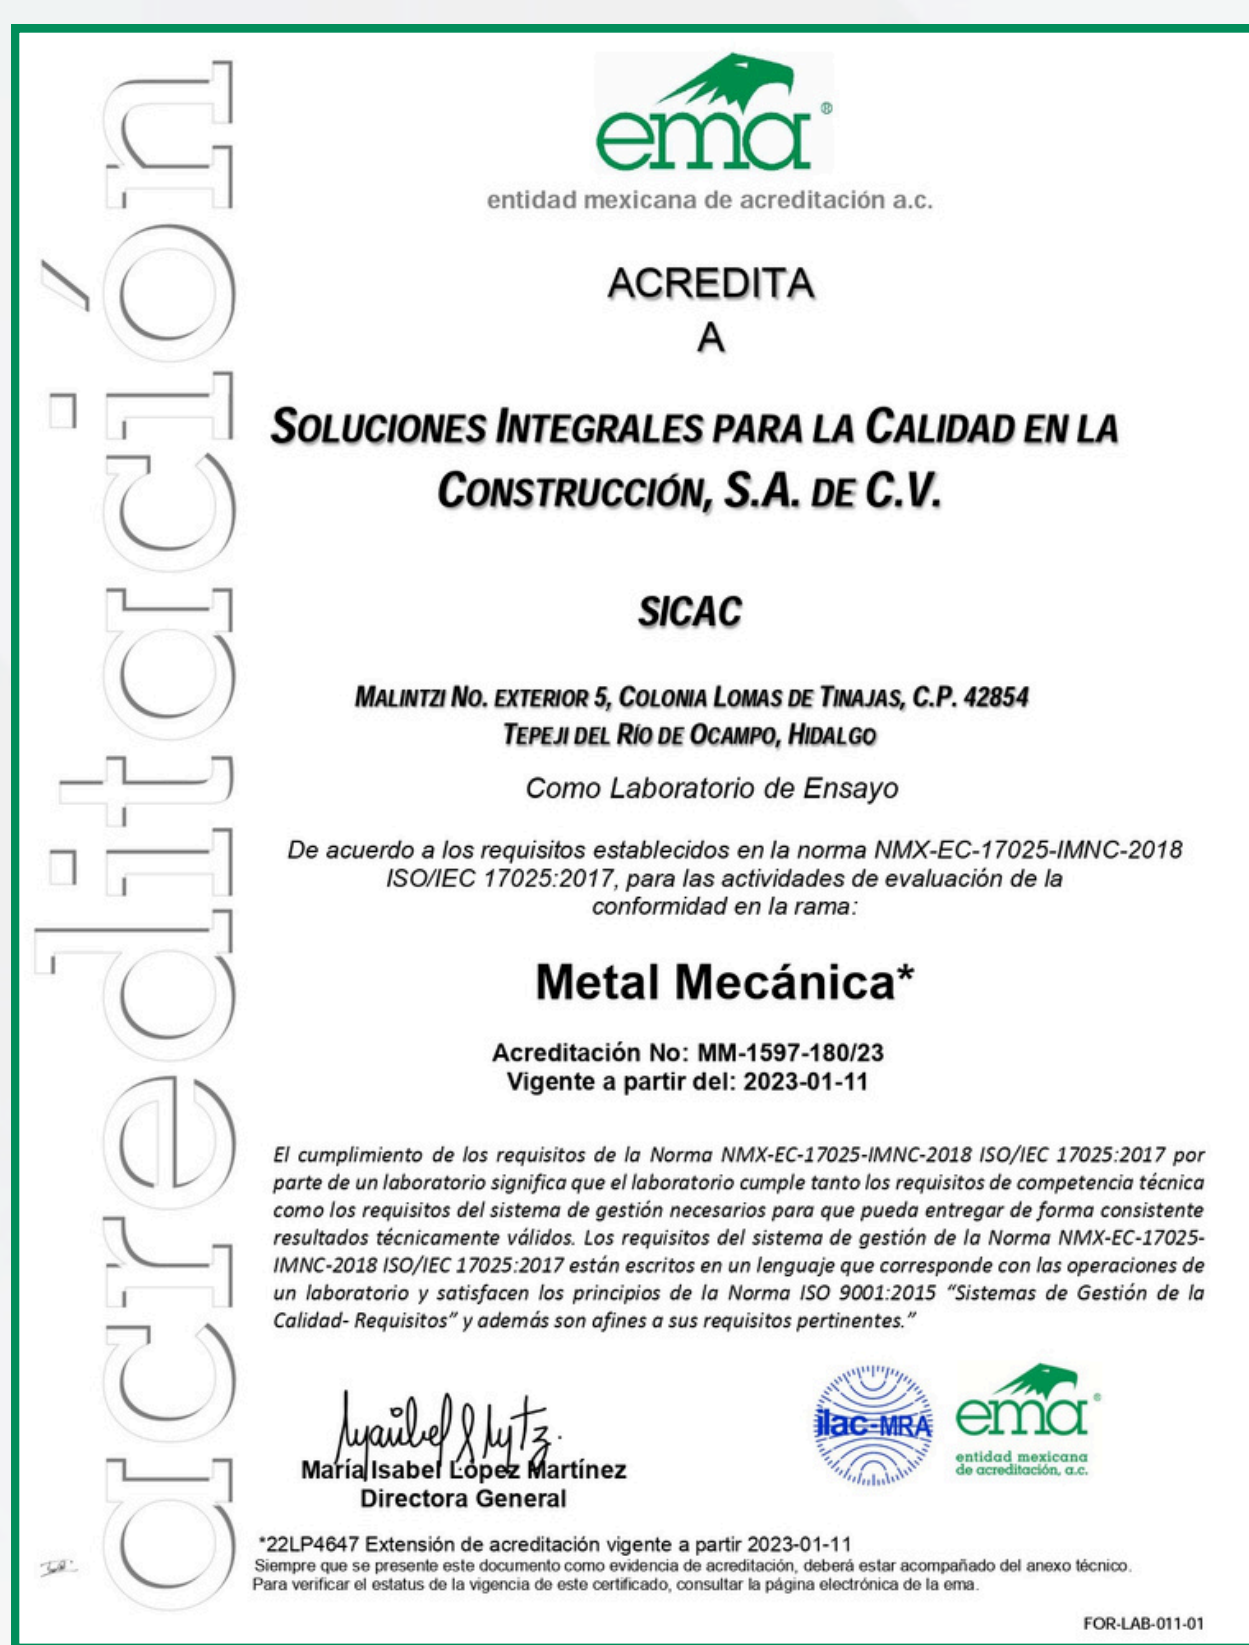 acreditación
ema®
entidad mexicana de acreditación a.c.
ACREDITA
A
SOLUCIONES INTEGRALES PARA LA CALIDAD EN LA
CONSTRUCCIÓN, S.A. DE C.V.
SICAC
MALINTZI NO. EXTERIOR 5, COLONIA LOMAS DE TINAJAS, C.P. 42854
TEPEJI DEL RÍO DE OCAMPO, HIDALGO
Como Laboratorio de Ensayo
De acuerdo a los requisitos establecidos en la norma NMX-EC-17025-IMNC-2018
ISO/IEC 17025:2017, para las actividades de evaluación de la
conformidad en la rama:
Metal Mecánica*
Acreditación No: MM-1597-180/23
Vigente a partir del: 2023-01-11
El cumplimiento de los requisitos de la Norma NMX-EC-17025-IMNC-2018 ISO/IEC 17025:2017 por
parte de un laboratorio significa que el laboratorio cumple tanto los requisitos de competencia técnica
como los requisitos del sistema de gestión necesarios para que pueda entregar de forma consistente
resultados técnicamente válidos. Los requisitos del sistema de gestión de la Norma NMX-EC-17025-
IMNC-2018 ISO/IEC 17025:2017 están escritos en un lenguaje que corresponde con las operaciones de
un laboratorio y satisfacen los principios de la Norma ISO 9001:2015 “Sistemas de Gestión de la
Calidad- Requisitos” y además son afines a sus requisitos pertinentes.”
María Isabel López Martínez
Directora General
ilac-MRA
ema®
entidad mexicana
de acreditación, a.c.
*22LP4647 Extensión de acreditación vigente a partir 2023-01-11
Siempre que se presente este documento como evidencia de acreditación, deberá estar acompañado del anexo técnico.
Para verificar el estatus de la vigencia de este certificado, consultar la página electrónica de la ema.
FOR-LAB-011-01